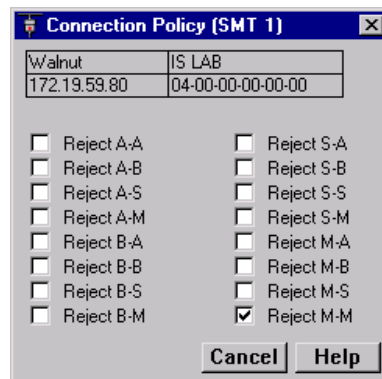 Connection Policy (SMT 1)
Walnut IS LAB
172.19.59.80 04-00-00-00-00-00
Reject A-A Reject S-A
Reject A-B Reject S-B
Reject A-S Reject S-S
Reject A-M Reject S-M
Reject B-A Reject M-A
Reject B-B Reject M-B
Reject B-S Reject M-S
Reject B-M Reject M-M
Cancel Help